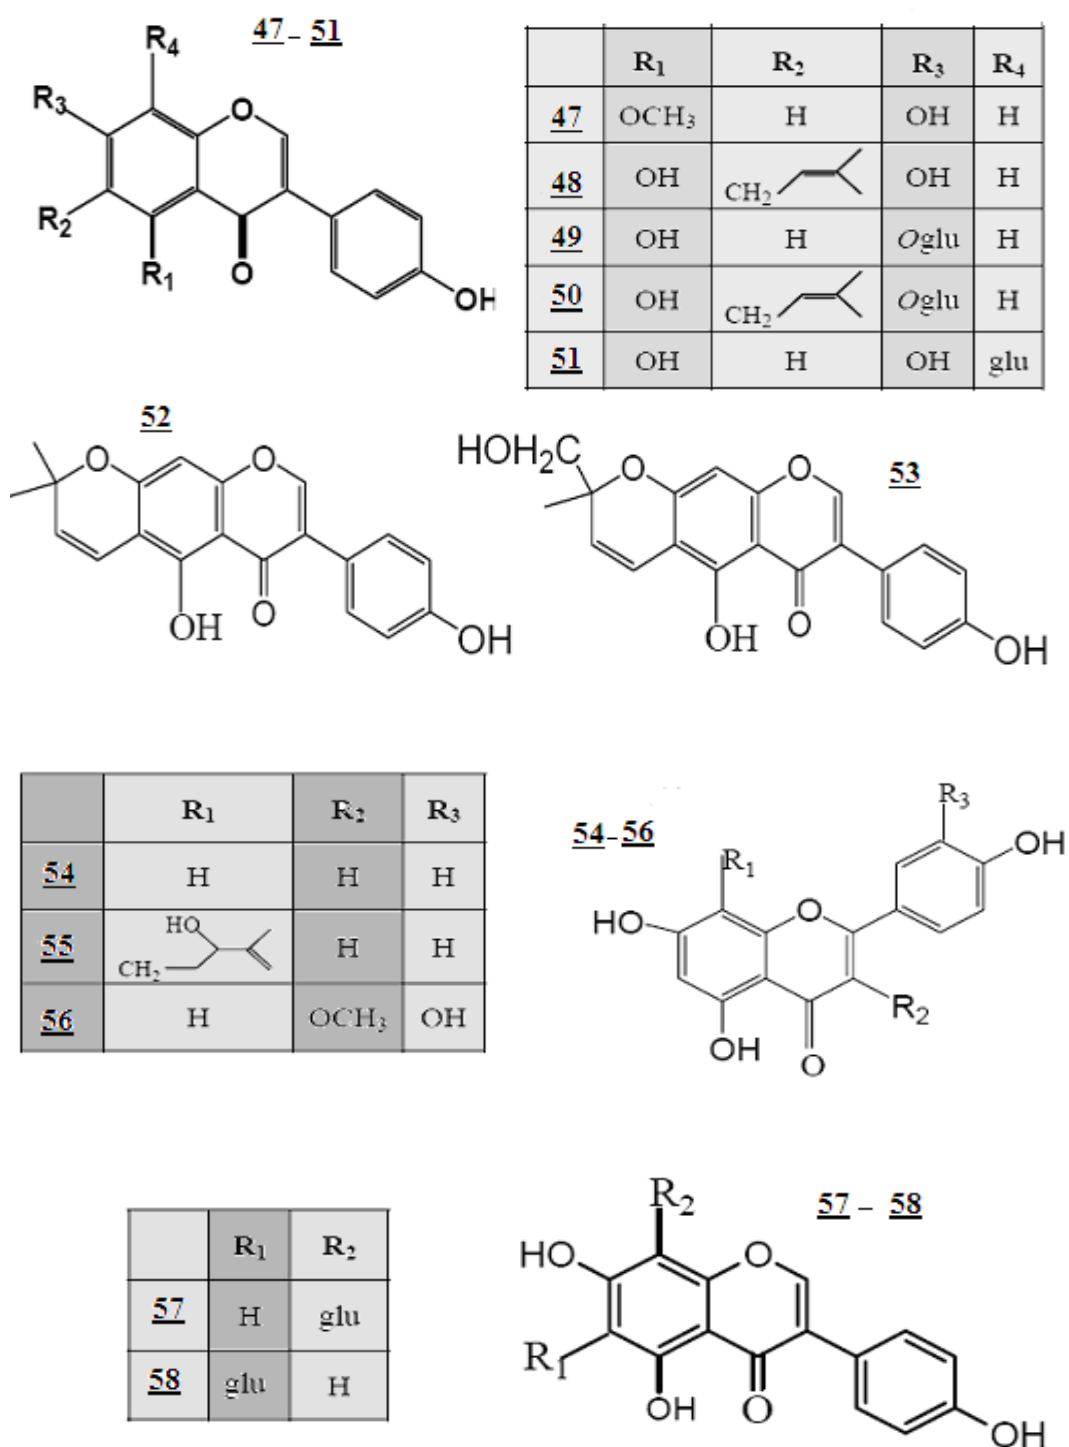 47 - 51
R₄
R₃
O
R₂
R₁
O
OH
R₁ R₂ R₃ R₄
47 OCH₃ H OH H
48 OH CH₂ OH H
49 OH H Oglu H
50 OH CH₂ Oglu H
51 OH H OH glu
52
O O
OH O
OH
53
HOH₂C
O O
OH O
OH
R₁ R₂ R₃
54 H H H
55 HO CH₂ H H
56 H OCH₃ OH
54-56
R₃
OH
R₁
HO O
R₂
OH O
R₁ R₂
57 H glu
58 glu H
57 - 58
R₂
HO O
R₁
OH O
OH